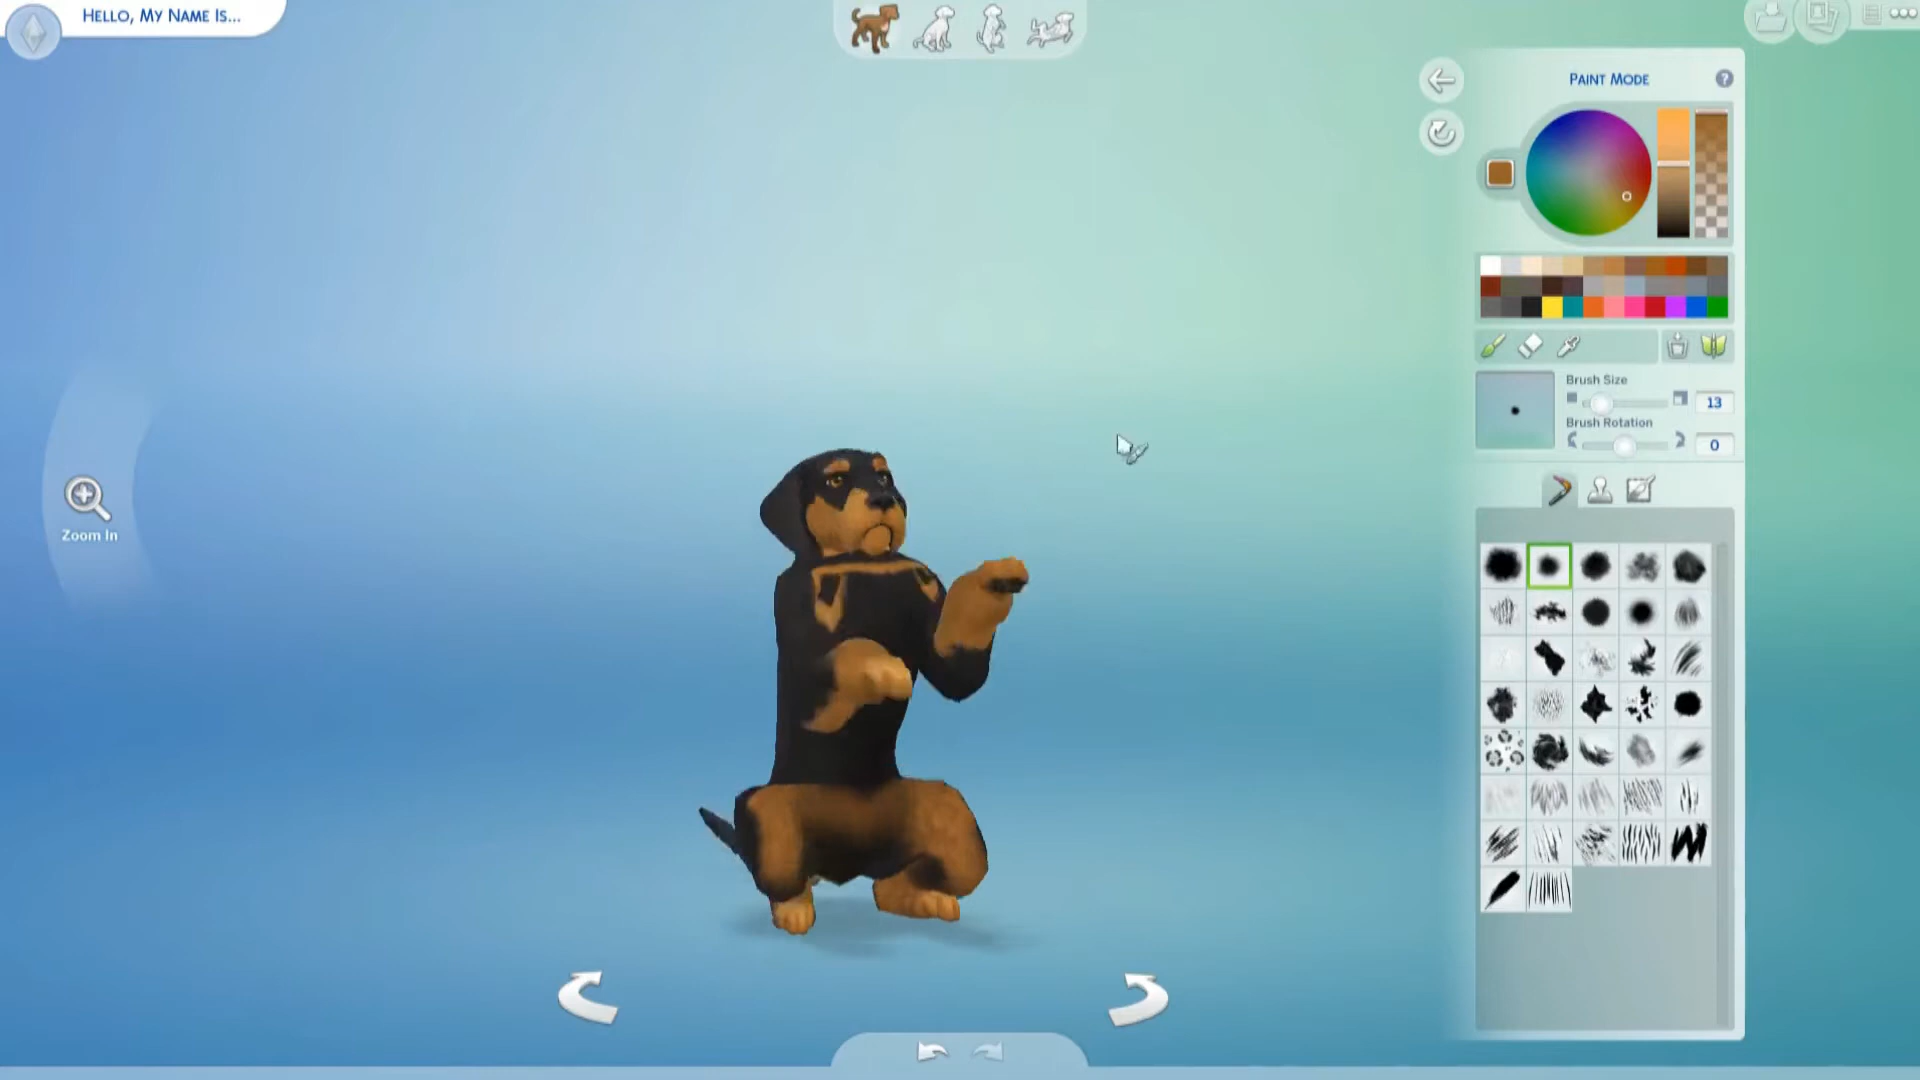 Hello, My Name Is...
Paint Mode
?
Brush Size
13
Brush Rotation
0
Zoom In